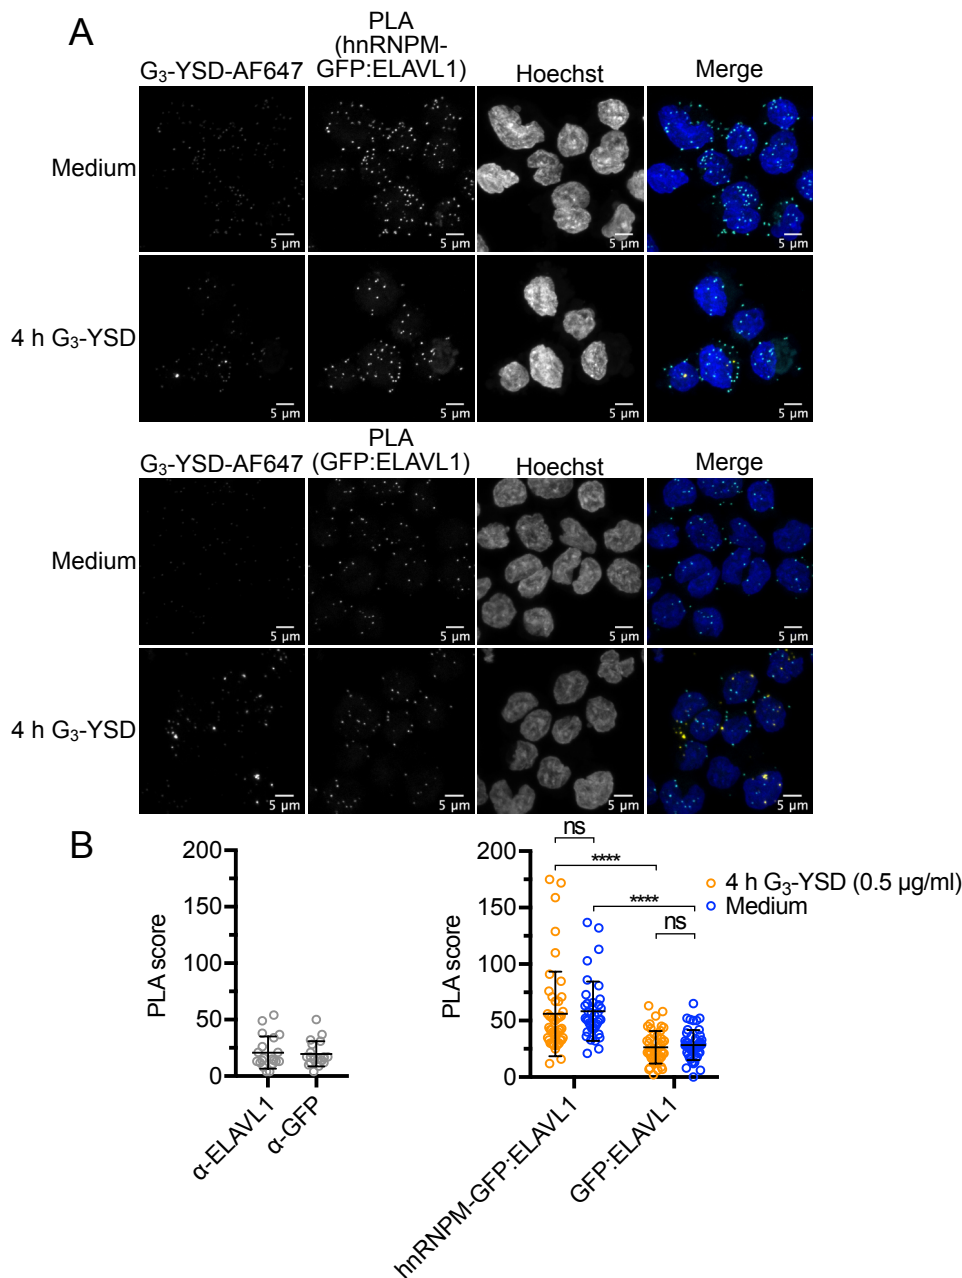 A
G₃-YSD-AF647
PLA
(hnRNPM-
GFP:ELAVL1)
Hoechst
Merge
Medium
5 µm
5 µm
5 µm
5 µm
4 h G₃-YSD
5 µm
5 µm
5 µm
5 µm
G₃-YSD-AF647
PLA
(GFP:ELAVL1)
Hoechst
Merge
Medium
5 µm
5 µm
5 µm
5 µm
4 h G₃-YSD
5 µm
5 µm
5 µm
5 µm
B
PLA score
200
150
100
50
0
α-ELAVL1
α-GFP
PLA score
200
150
100
50
0
ns
****
****
ns
4 h G₃-YSD (0.5 µg/ml)
Medium
hnRNPM-GFP:ELAVL1
GFP:ELAVL1